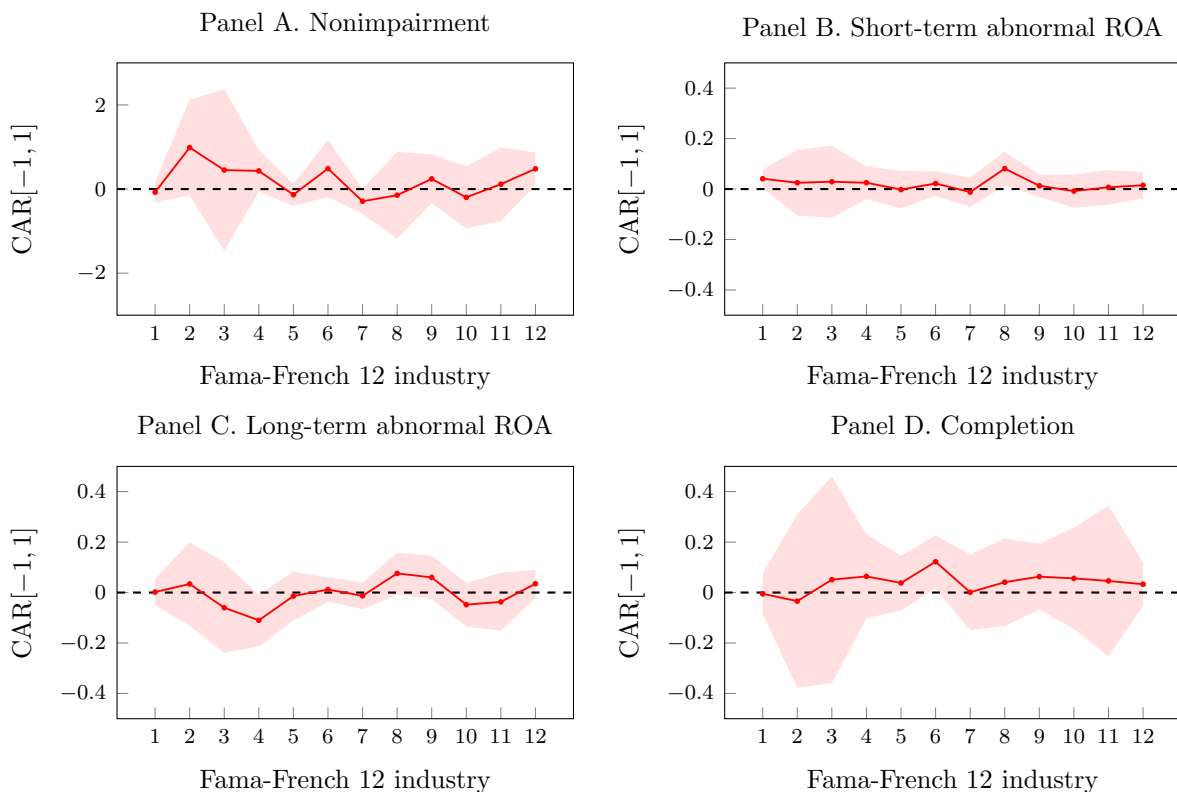 Panel A. Nonimpairment
CAR[−1, 1]
2
0
−2
1 2 3 4 5 6 7 8 9 10 11 12
Fama-French 12 industry
Panel B. Short-term abnormal ROA
CAR[−1, 1]
0.4
0.2
0
−0.2
−0.4
1 2 3 4 5 6 7 8 9 10 11 12
Fama-French 12 industry
Panel C. Long-term abnormal ROA
CAR[−1, 1]
0.4
0.2
0
−0.2
−0.4
1 2 3 4 5 6 7 8 9 10 11 12
Fama-French 12 industry
Panel D. Completion
CAR[−1, 1]
0.4
0.2
0
−0.2
−0.4
1 2 3 4 5 6 7 8 9 10 11 12
Fama-French 12 industry